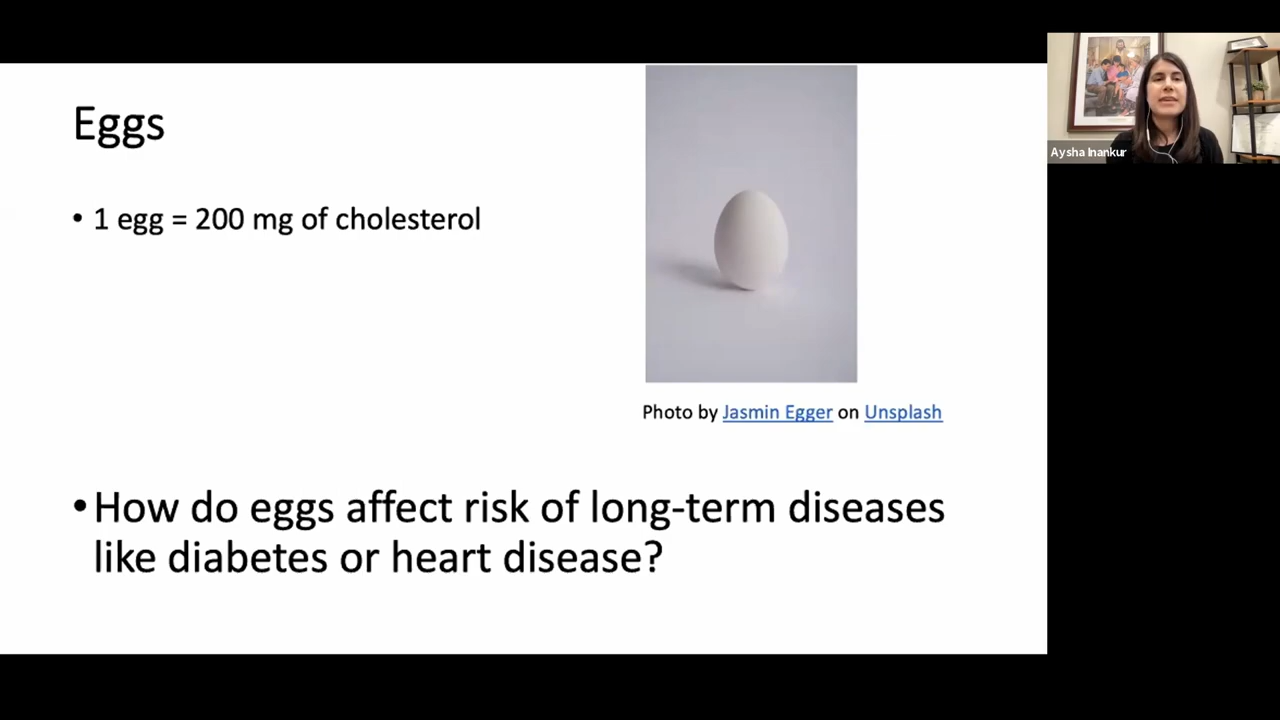 Eggs
• 1 egg = 200 mg of cholesterol
Photo by Jasmin Egger on Unsplash
• How do eggs affect risk of long-term diseases
like diabetes or heart disease?
Aysha Inankur